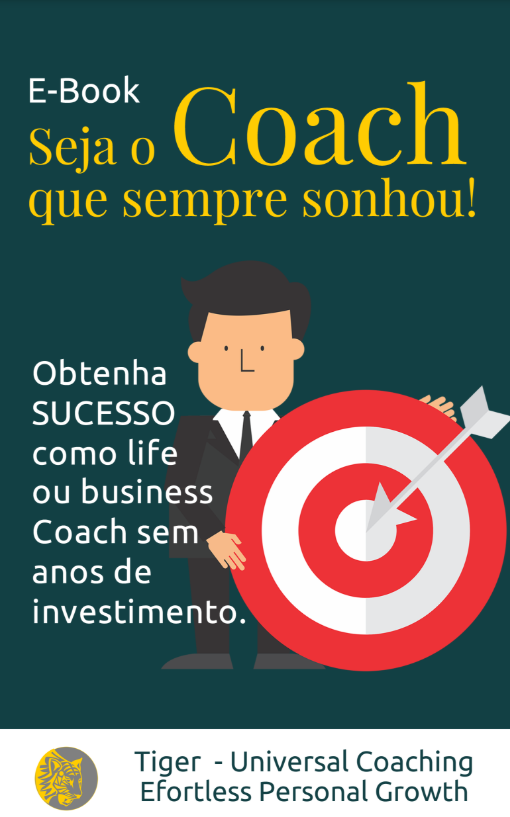 E-Book
Seja o Coach
que sempre sonhou!
Obtenha
SUCESSO
como life
ou business
Coach sem
anos de
investimento.
Tiger - Universal Coaching
Efortless Personal Growth